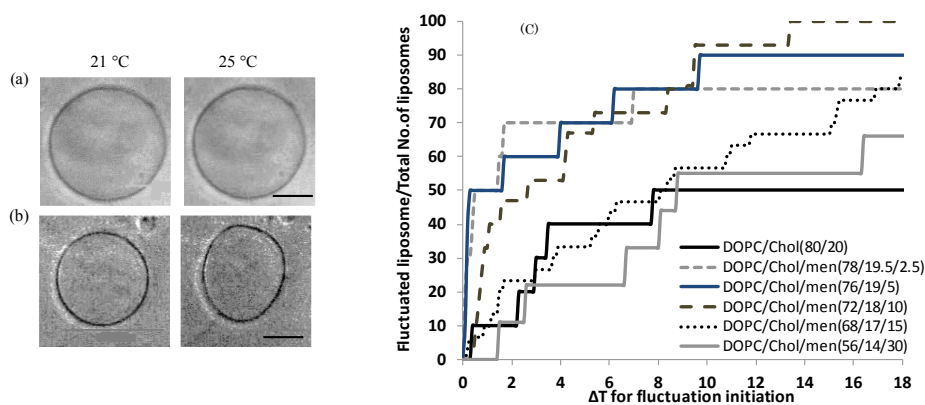 21 °C
25 °C
(a)
(b)
(C)
Fluctuated liposome/Total No.of liposomes
100
90
80
70
60
50
40
30
20
10
0
DOPC/Chol(80/20)
DOPC/Chol/men(78/19.5/2.5)
DOPC/Chol/men(76/19/5)
DOPC/Chol/men(72/18/10)
DOPC/Chol/men(68/17/15)
DOPC/Chol/men(56/14/30)
0 2 4 6 8 10 12 14 16 18
ΔT for fluctuation initiation